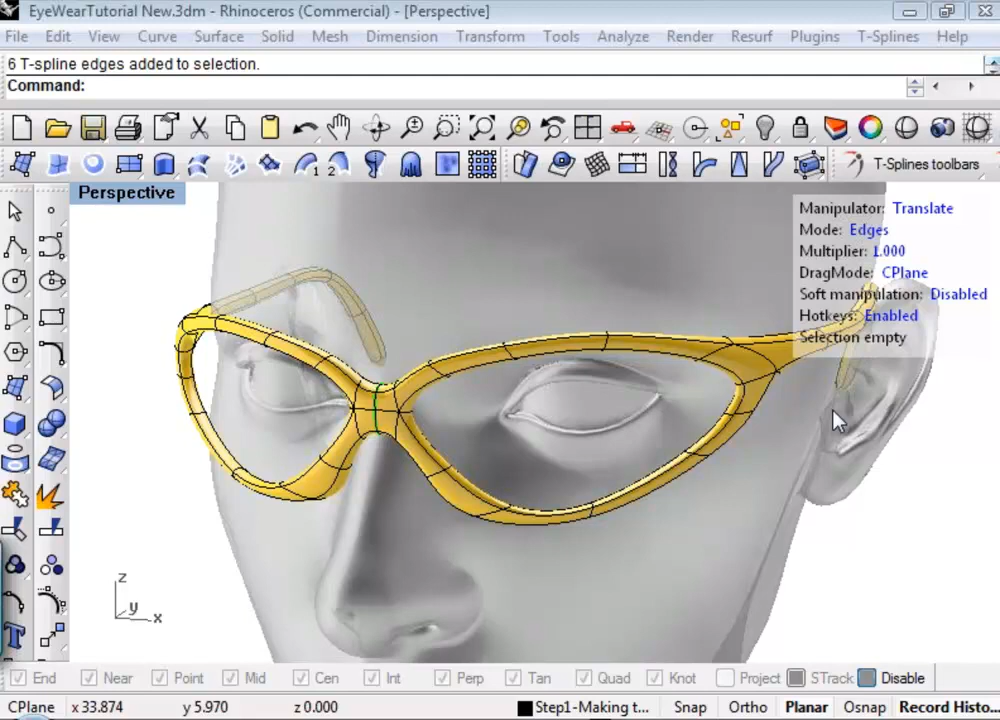 EyeWearTutorial New.3dm - Rhinoceros (Commercial) - [Perspective]
File Edit View Curve Surface Solid Mesh Dimension Transform Tools Analyze Render Resurf Plugins T-Splines Help
6 T-spline edges added to selection.
Command:
1 2 T-Splines toolbars
Perspective
Manipulator: Translate
Mode: Edges
Multiplier: 1.000
DragMode: CPlane
Soft manipulation: Disabled
Hotkeys: Enabled
Selection empty
z
y x
T
End Near Point Mid Cen Int Perp Tan Quad Knot Project STrack Disable
CPlane x 33.874 y 5.970 z 0.000 Step1-Making t... Snap Ortho Planar Osnap Record Histo...